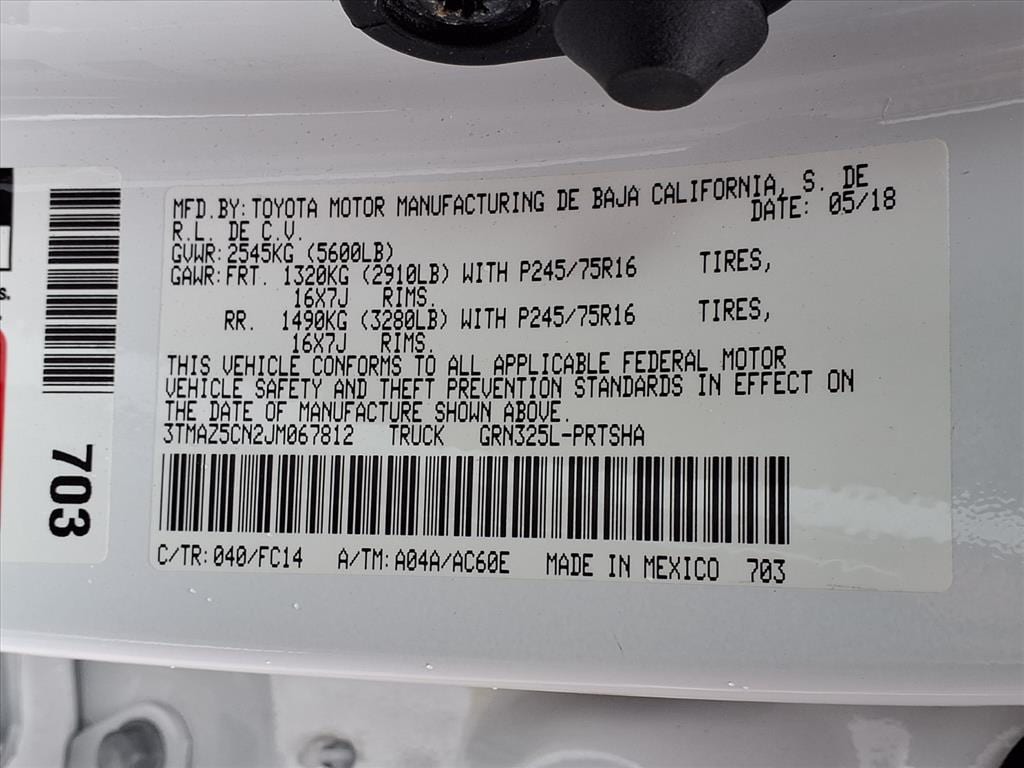 MFD.BY:TOYOTA MOTOR MANUFACTURING DE BAJA CALIFORNIA, S. DE
R.L. DE C.V. DATE: 05/18
GVWR:2545KG (5600LB)
GAWR:FRT. 1320KG (2910LB) WITH P245/75R16 TIRES,
16X7J RIMS.
RR. 1490KG (3280LB) WITH P245/75R16 TIRES,
16X7J RIMS.
THIS VEHICLE CONFORMS TO ALL APPLICABLE FEDERAL MOTOR
VEHICLE SAFETY AND THEFT PREVENTION STANDARDS IN EFFECT ON
THE DATE OF MANUFACTURE SHOWN ABOVE.
3TMAZ5CN2JM067812 TRUCK GRN325L-PRTSHA
C/TR:040/FC14 A/TM:A04A/AC60E MADE IN MEXICO 703
703